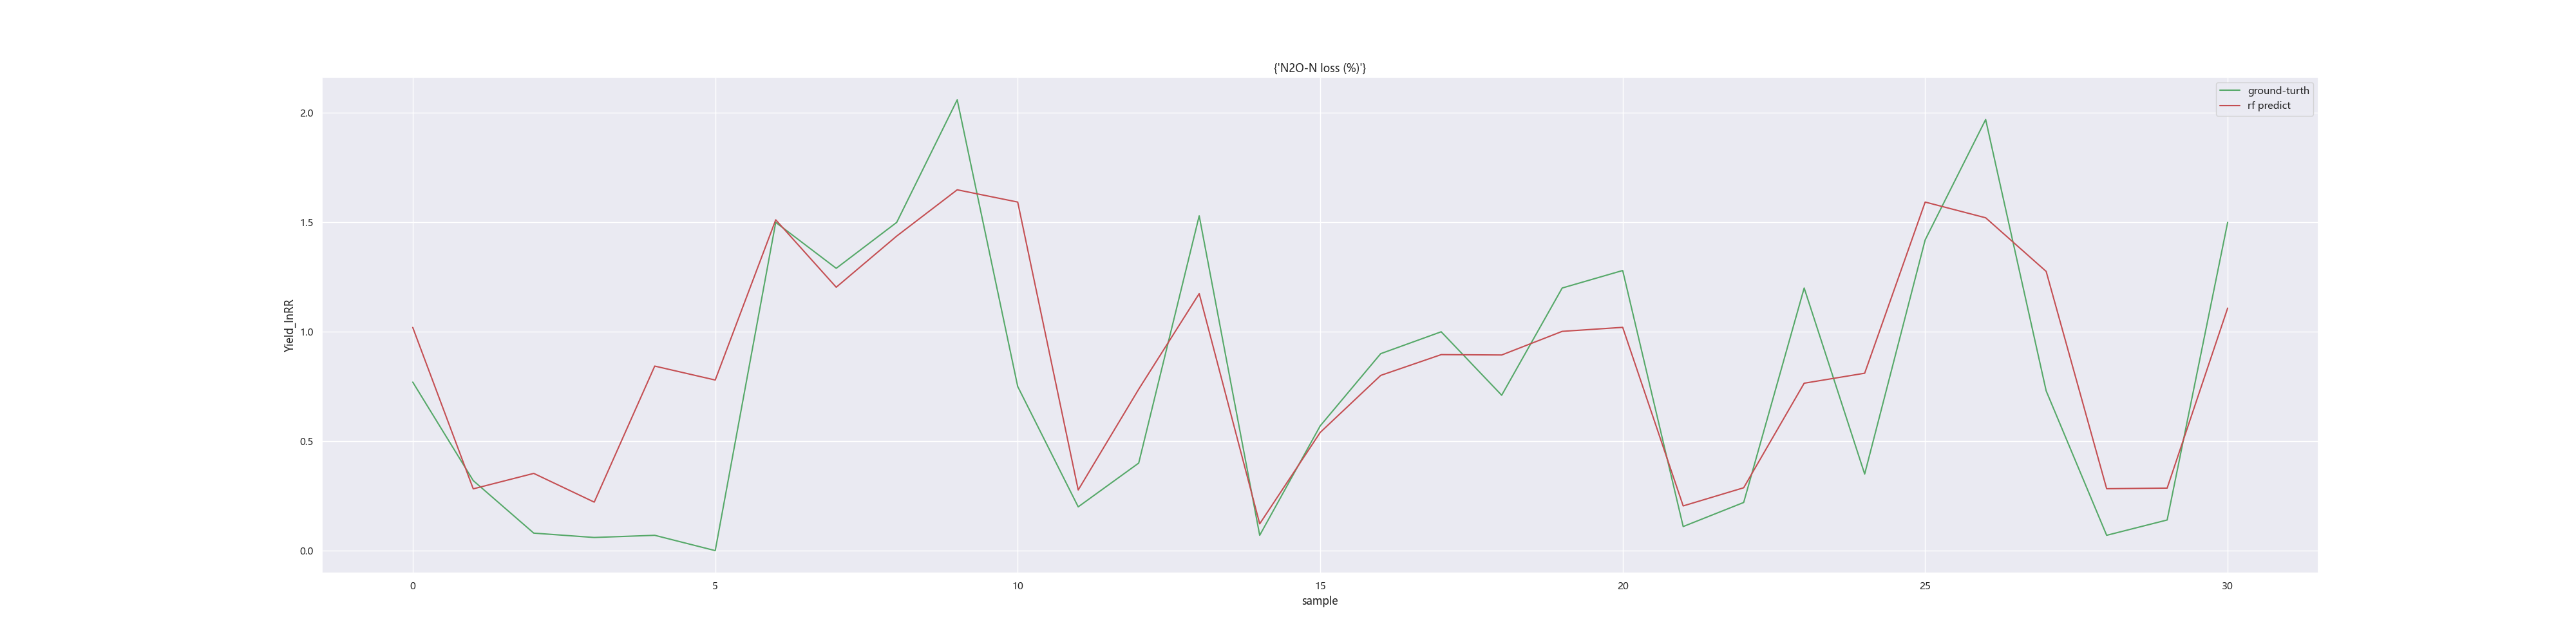 {'N2O-N loss (%)'}
ground-turth
rf predict
Yield_lnRR
2.0
1.5
1.0
0.5
0.0
0 5 10 15 20 25 30
sample